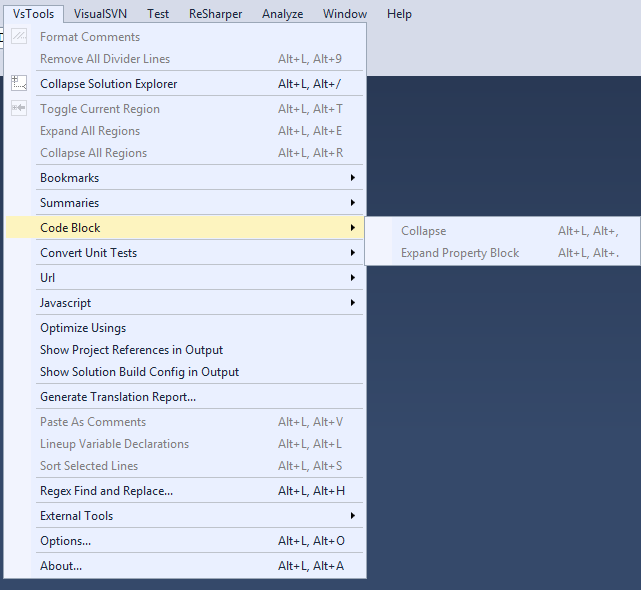 VsTools VisualSVN Test ReSharper Analyze Window Help
Format Comments
Remove All Divider Lines Alt+L, Alt+9
Collapse Solution Explorer Alt+L, Alt+/
Toggle Current Region Alt+L, Alt+T
Expand All Regions Alt+L, Alt+E
Collapse All Regions Alt+L, Alt+R
Bookmarks
Summaries
Code Block
Collapse Alt+L, Alt+,
Expand Property Block Alt+L, Alt+.
Convert Unit Tests
Url
Javascript
Optimize Usings
Show Project References in Output
Show Solution Build Config in Output
Generate Translation Report...
Paste As Comments Alt+L, Alt+V
Lineup Variable Declarations Alt+L, Alt+L
Sort Selected Lines Alt+L, Alt+S
Regex Find and Replace... Alt+L, Alt+H
External Tools
Options... Alt+L, Alt+O
About... Alt+L, Alt+A